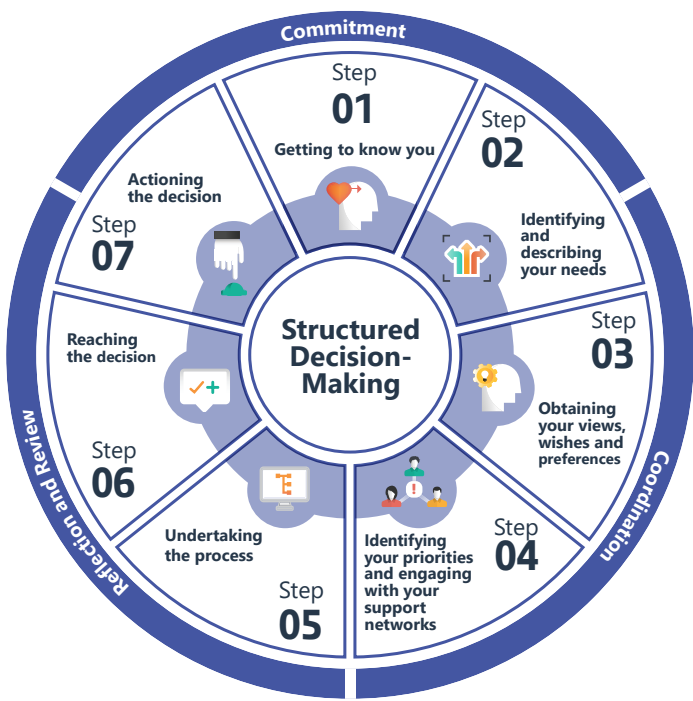 Commitment
Step
01
Getting to know you
Step
02
Identifying
and
describing
your needs
Step
03
Obtaining
your views,
wishes and
preferences
Coordination
Step
04
Identifying
your priorities
and engaging
with your
support
networks
Step
05
Undertaking
the process
Step
06
Reaching
the decision
Reflection and Review
Step
07
Actioning
the decision
Structured
Decision-
Making
!